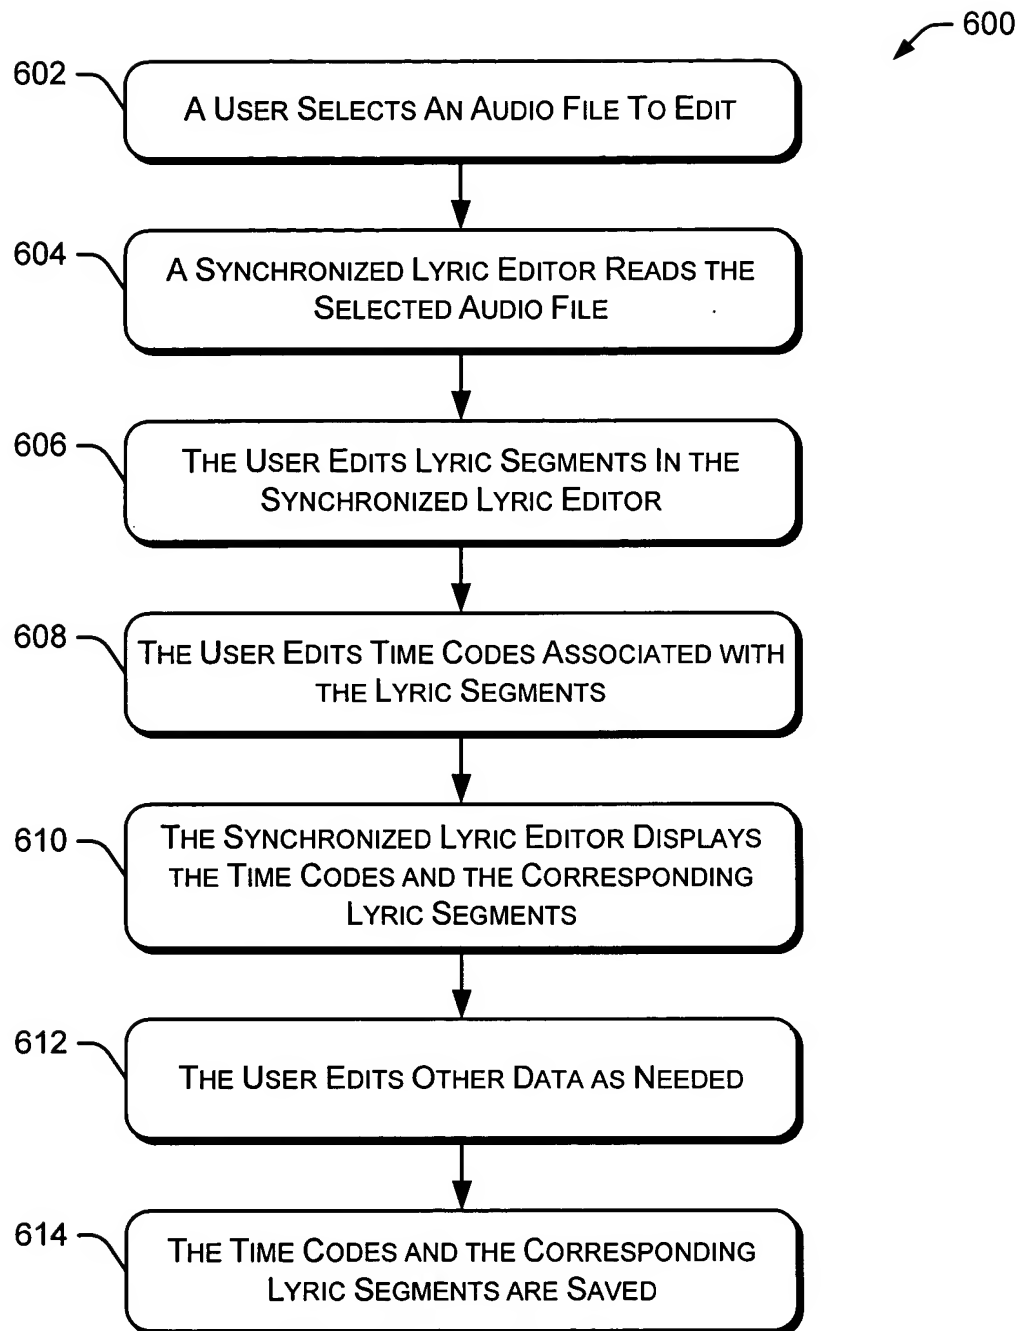 600
602
A USER SELECTS AN AUDIO FILE TO EDIT
604
A SYNCHRONIZED LYRIC EDITOR READS THE
SELECTED AUDIO FILE
606
THE USER EDITS LYRIC SEGMENTS IN THE
SYNCHRONIZED LYRIC EDITOR
608
THE USER EDITS TIME CODES ASSOCIATED WITH
THE LYRIC SEGMENTS
610
THE SYNCHRONIZED LYRIC EDITOR DISPLAYS
THE TIME CODES AND THE CORRESPONDING
LYRIC SEGMENTS
612
THE USER EDITS OTHER DATA AS NEEDED
614
THE TIME CODES AND THE CORRESPONDING
LYRIC SEGMENTS ARE SAVED